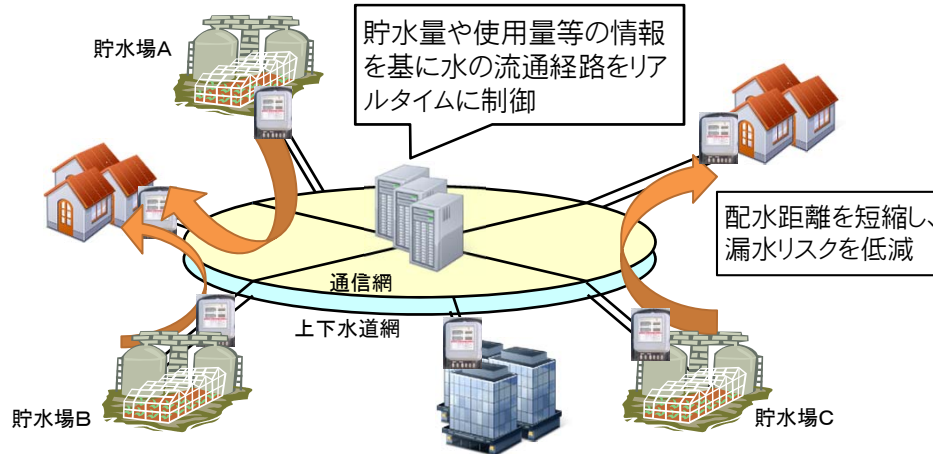 貯水場A
貯水量や使用量等の情報
を基に水の流通経路をリア
ルタイムに制御
配水距離を短縮し、
漏水リスクを低減
通信網
上下水道網
貯水場B
貯水場C